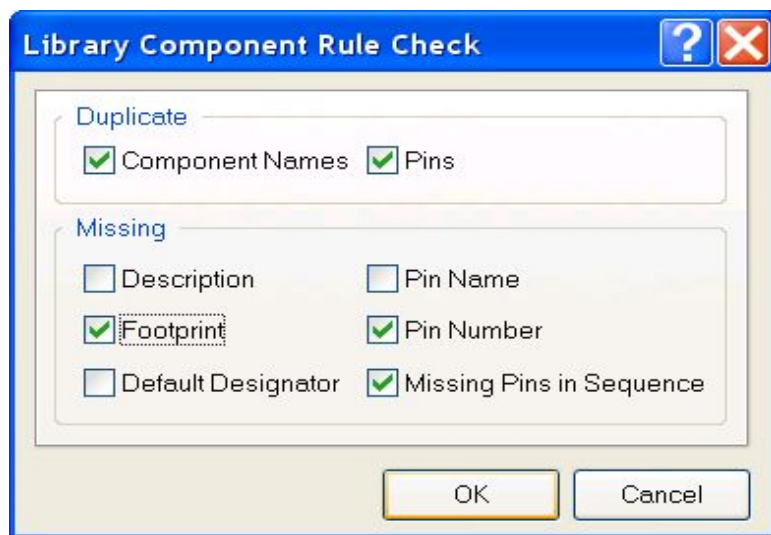 Library Component Rule Check
Duplicate
Component Names Pins
Missing
Description Pin Name
Footprint Pin Number
Default Designator Missing Pins in Sequence
OK Cancel